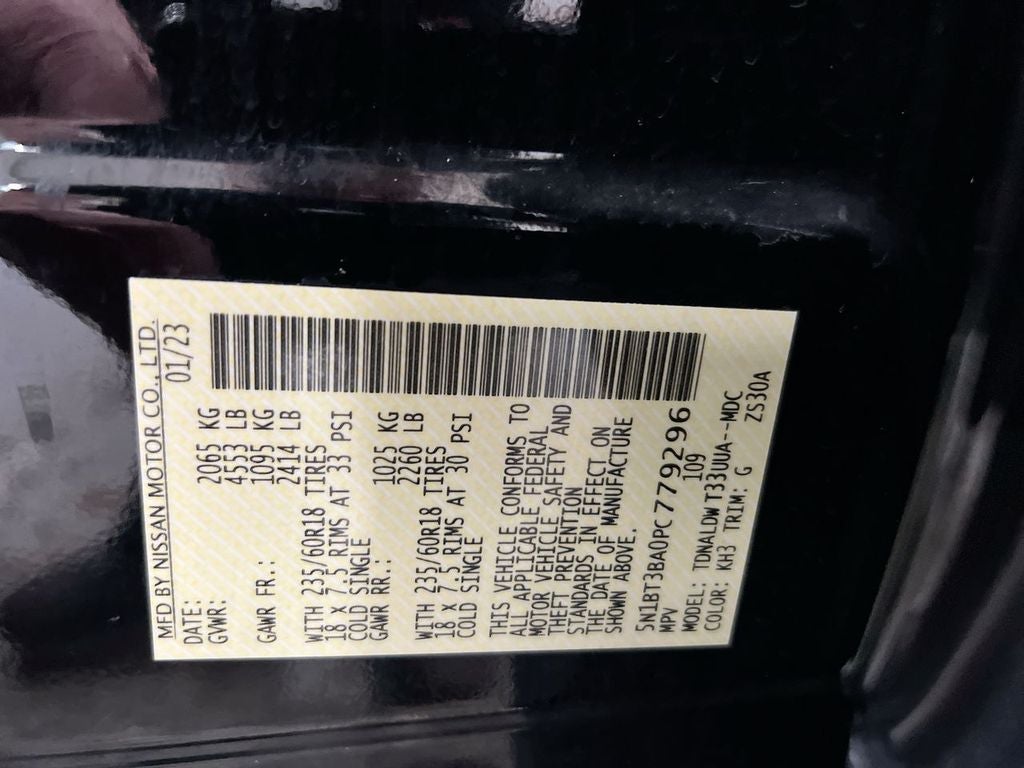 MFD BY NISSAN MOTOR CO., LTD.
DATE: 01/23
GVWR: 2065 KG
4553 LB
GAWR FR.: 1095 KG
2414 LB
WITH 235/60R18 TIRES
18 X 7.5 RIMS AT 33 PSI
COLD SINGLE
GAWR RR.: 1025 KG
2260 LB
WITH 235/60R18 TIRES
18 X 7.5 RIMS AT 30 PSI
COLD SINGLE
THIS VEHICLE CONFORMS TO
ALL APPLICABLE FEDERAL
MOTOR VEHICLE SAFETY AND
THEFT PREVENTION
STANDARDS IN EFFECT ON
THE DATE OF MANUFACTURE
SHOWN ABOVE.
5N1BT3BA0PC779296
MPV 109
MODEL: TDNALDWT33UUA--MDC
COLOR: KH3 TRIM: G ZS30A